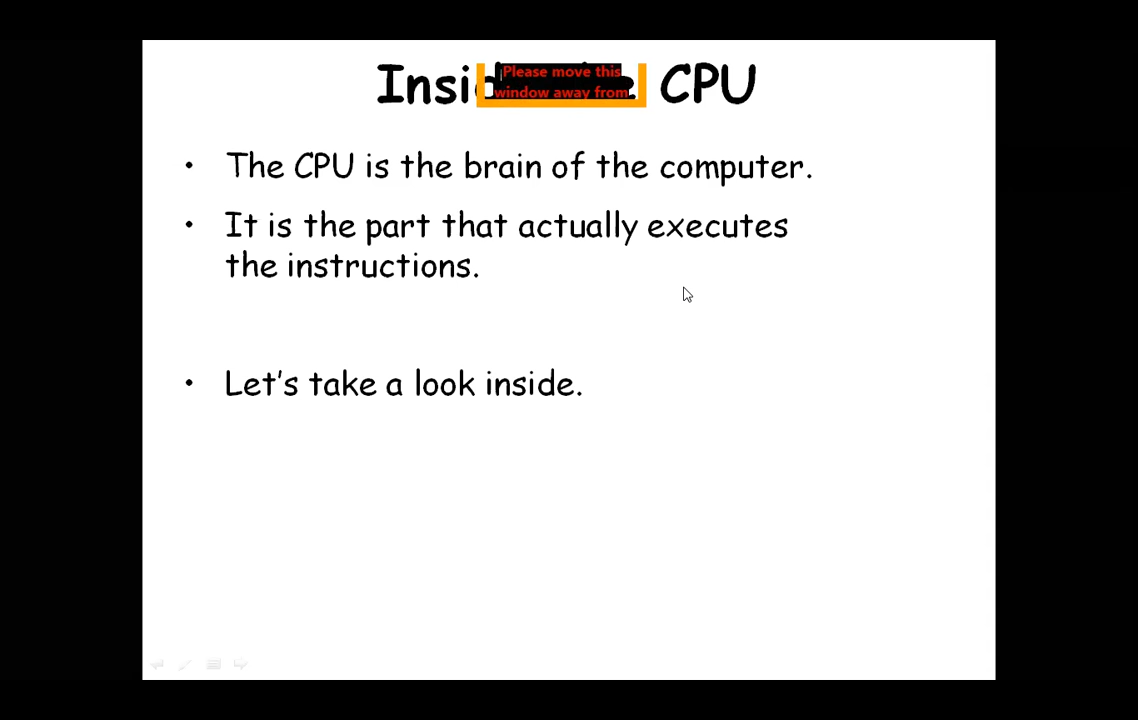 Insid CPU
Please move this
window away from
• The CPU is the brain of the computer.
• It is the part that actually executes
the instructions.
• Let's take a look inside.